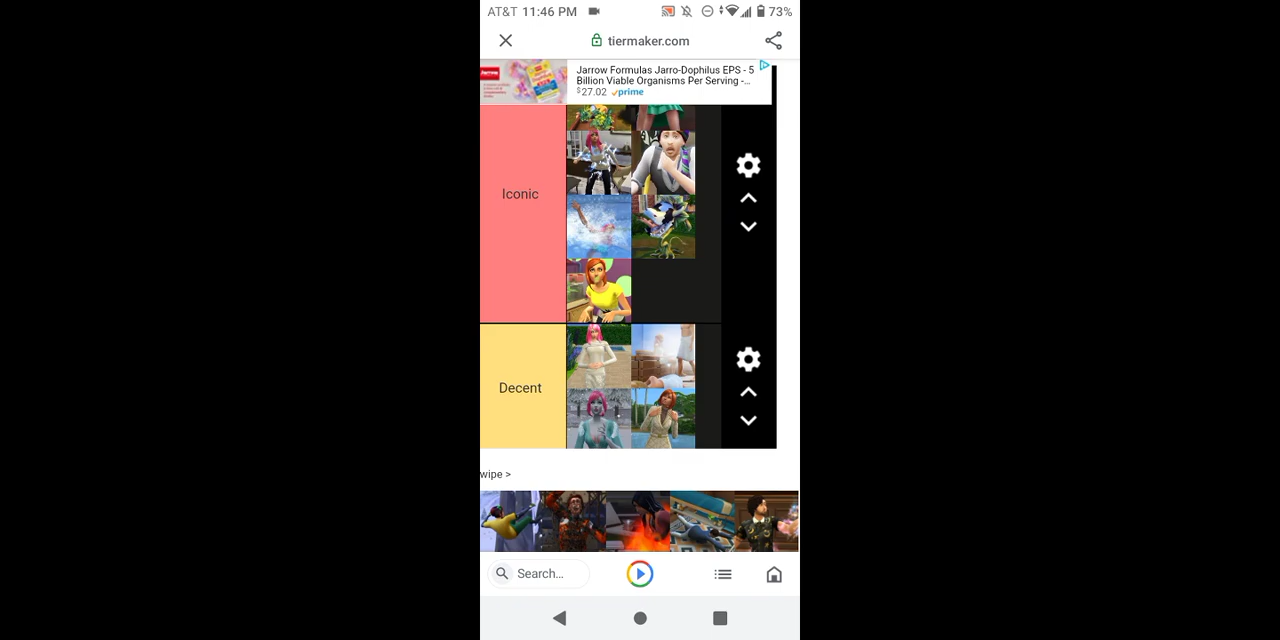 AT&T 11:46 PM 73%
tiermaker.com
Jarrow Formulas Jarro-Dophilus EPS - 5
Billion Viable Organisms Per Serving -...
$27.02 prime
Iconic
Decent
wipe >
Search...